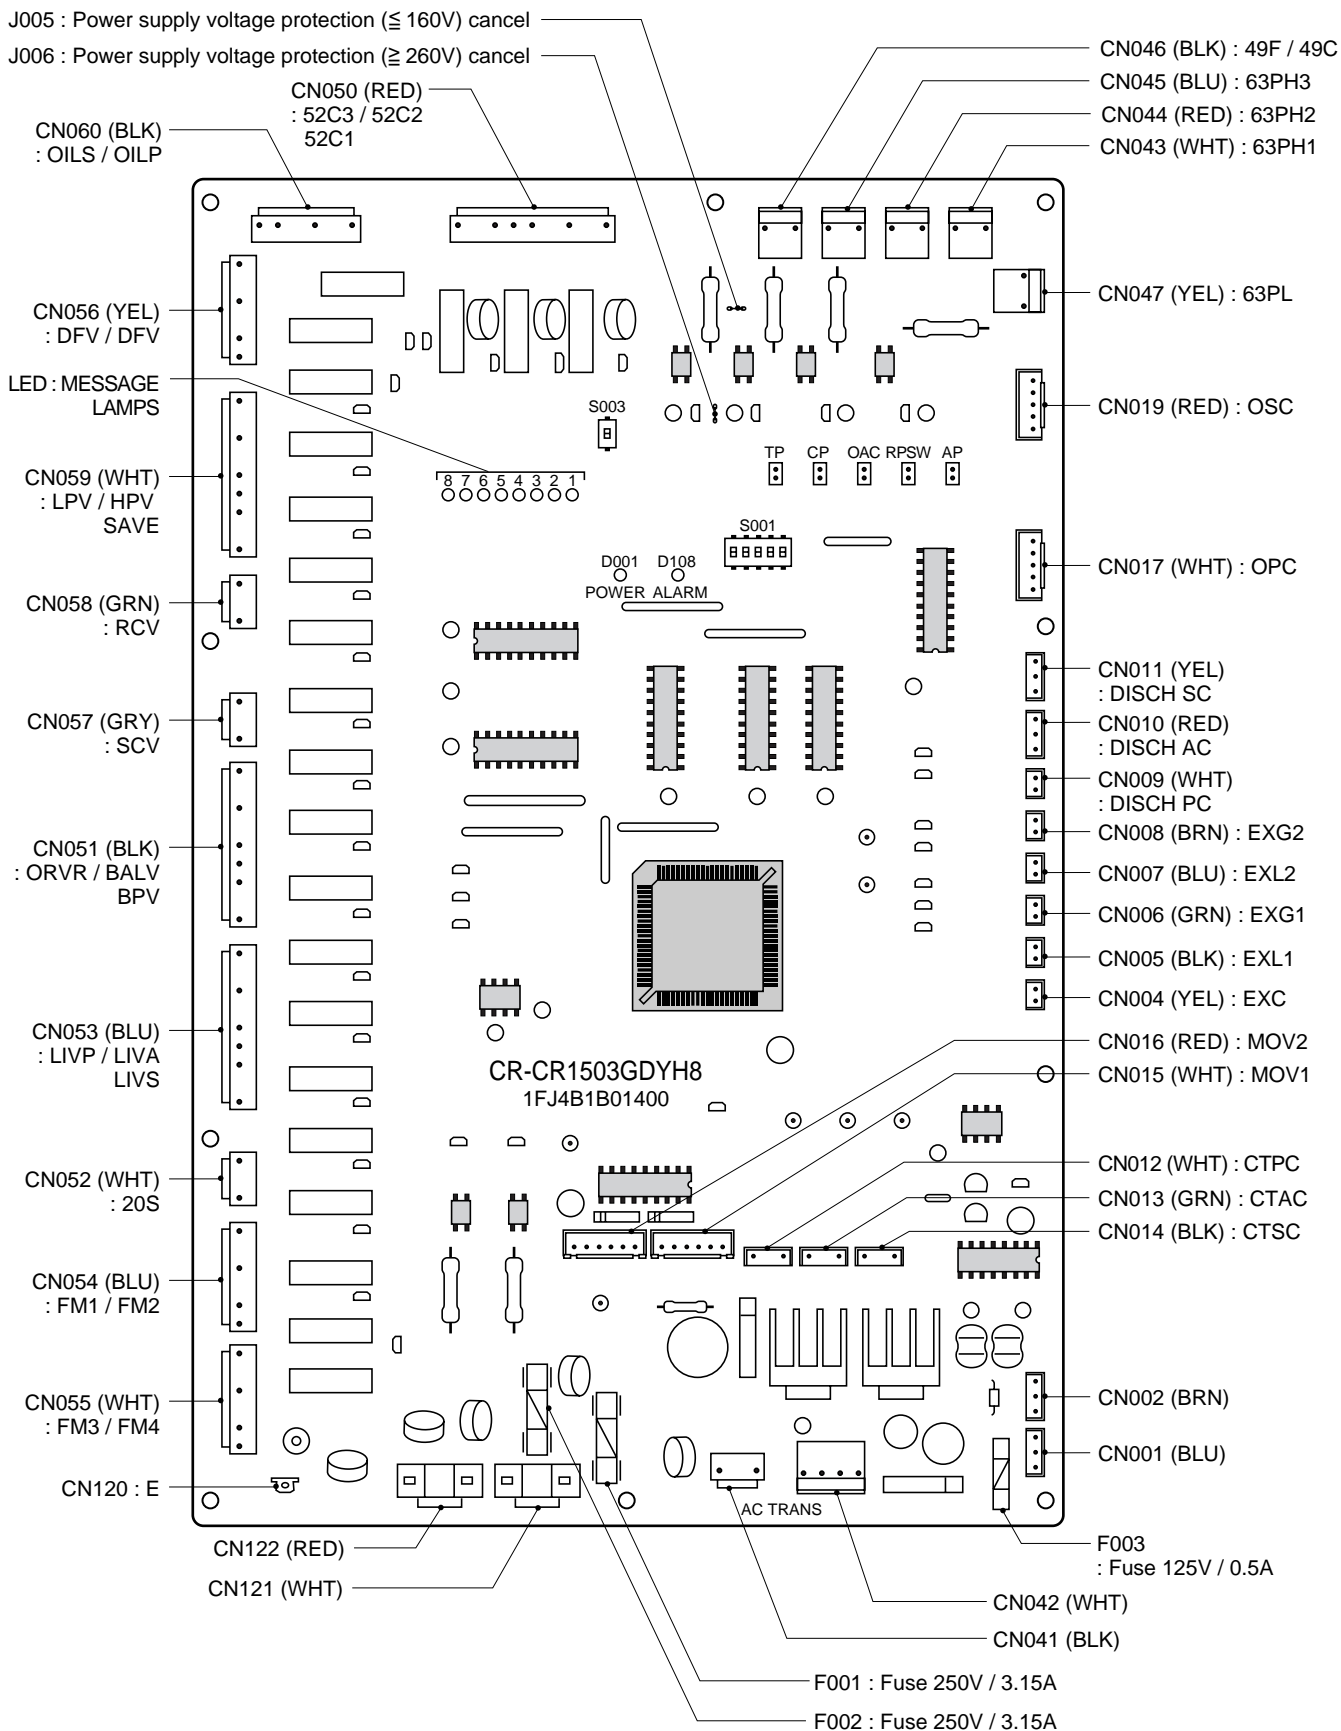 J005 : Power supply voltage protection (≦ 160V) cancel
J006 : Power supply voltage protection (≧ 260V) cancel
CN050 (RED)
: 52C3 / 52C2
52C1
CN060 (BLK)
: OILS / OILP
CN046 (BLK) : 49F / 49C
CN045 (BLU) : 63PH3
CN044 (RED) : 63PH2
CN043 (WHT) : 63PH1
CN056 (YEL)
: DFV / DFV
LED : MESSAGE
LAMPS
CN059 (WHT)
: LPV / HPV
SAVE
CN058 (GRN)
: RCV
CN057 (GRY)
: SCV
CN051 (BLK)
: ORVR / BALV
BPV
CN053 (BLU)
: LIVP / LIVA
LIVS
CN052 (WHT)
: 20S
CN054 (BLU)
: FM1 / FM2
CN055 (WHT)
: FM3 / FM4
CN120 : E
CN122 (RED)
CN121 (WHT)
S003
8 7 6 5 4 3 2 1
TP CP OAC RPSW AP
S001
D001 D108
POWER ALARM
CR-CR1503GDYH8
1FJ4B1B01400
AC TRANS
CN047 (YEL) : 63PL
CN019 (RED) : OSC
CN017 (WHT) : OPC
CN011 (YEL)
: DISCH SC
CN010 (RED)
: DISCH AC
CN009 (WHT)
: DISCH PC
CN008 (BRN) : EXG2
CN007 (BLU) : EXL2
CN006 (GRN) : EXG1
CN005 (BLK) : EXL1
CN004 (YEL) : EXC
CN016 (RED) : MOV2
CN015 (WHT) : MOV1
CN012 (WHT) : CTPC
CN013 (GRN) : CTAC
CN014 (BLK) : CTSC
CN002 (BRN)
CN001 (BLU)
F003
: Fuse 125V / 0.5A
CN042 (WHT)
CN041 (BLK)
F001 : Fuse 250V / 3.15A
F002 : Fuse 250V / 3.15A